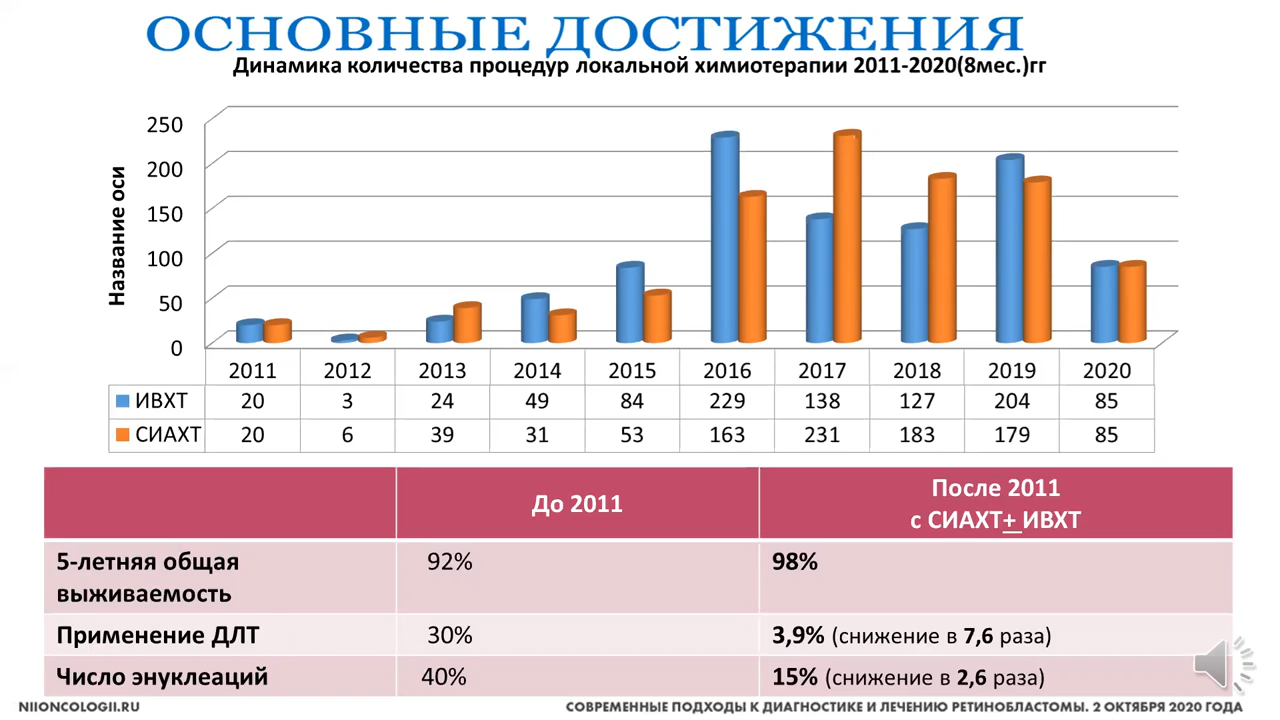 ОСНОВНЫЕ ДОСТИЖЕНИЯ
Динамика количества процедур локальной химиотерапии 2011-2020(8мес.)гг
Название оси
250
200
150
100
50
0
2011 2012 2013 2014 2015 2016 2017 2018 2019 2020
ИВХТ 20 3 24 49 84 229 138 127 204 85
СИАХТ 20 6 39 31 53 163 231 183 179 85
До 2011
После 2011
с СИАХТ+ ИВХТ
5-летняя общая
выживаемость
92% 98%
Применение ДЛТ 30% 3,9% (снижение в 7,6 раза)
Число энуклеаций 40% 15% (снижение в 2,6 раза)
NIIONCOLOGII.RU
СОВРЕМЕННЫЕ ПОДХОДЫ К ДИАГНОСТИКЕ И ЛЕЧЕНИЮ РЕТИНОБЛАСТОМЫ. 2 ОКТЯБРЯ 2020 ГОДА